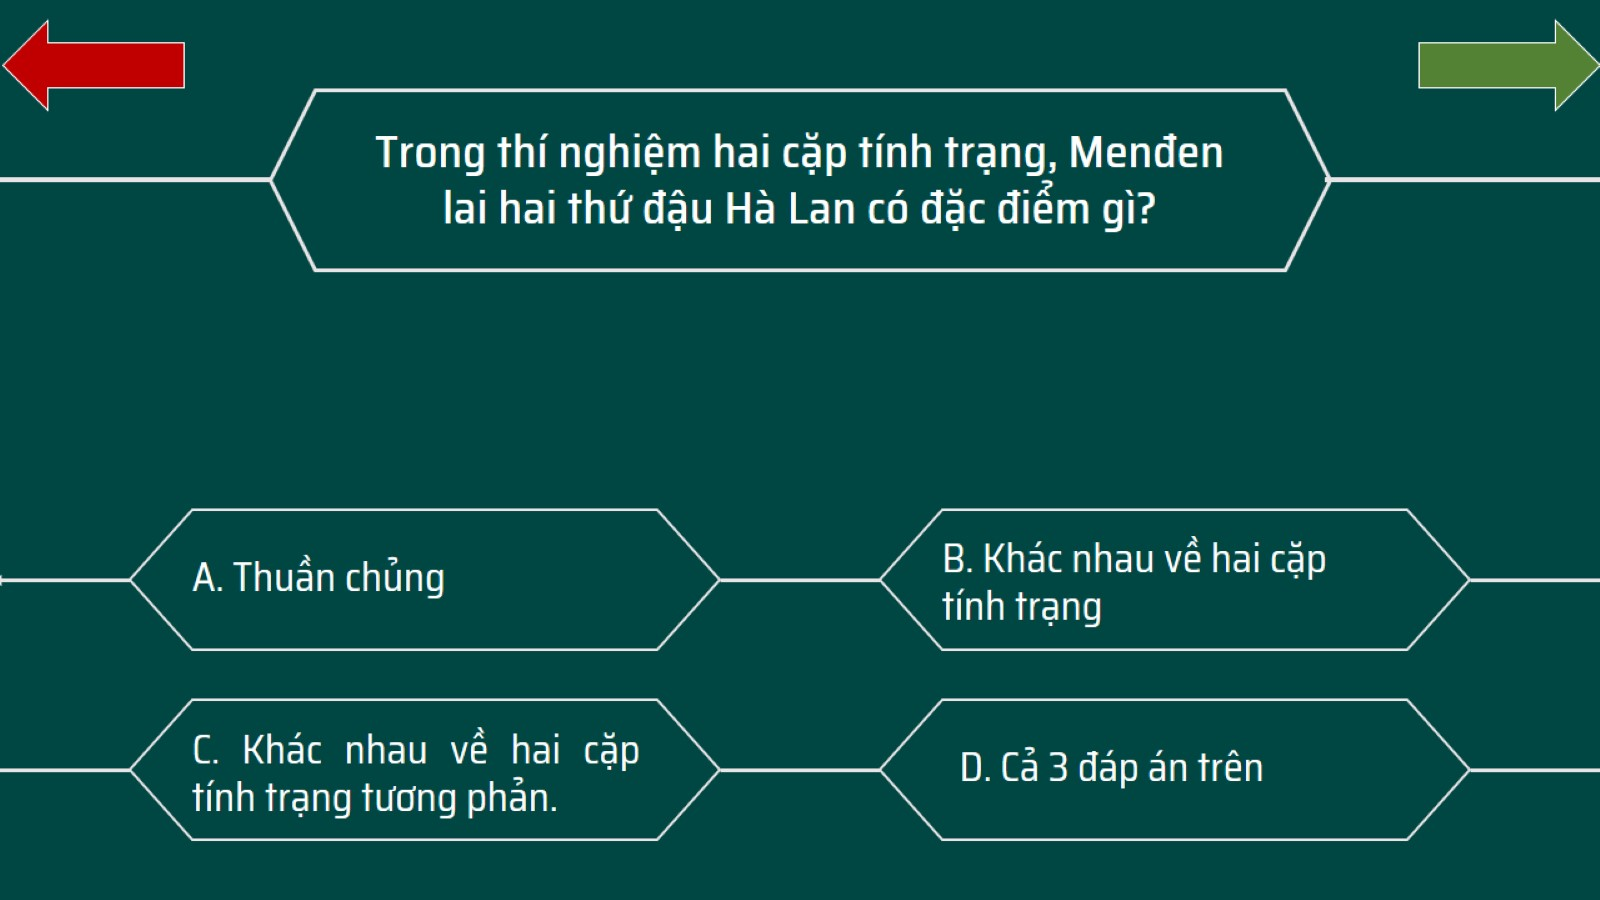 Trong thí nghiệm hai cặp tính trạng, Menđen
lai hai thứ đậu Hà Lan có đặc điểm gì?
A. Thuần chủng
B. Khác nhau về hai cặp
tính trạng
C. Khác nhau về hai cặp
tính trạng tương phản.
D. Cả 3 đáp án trên